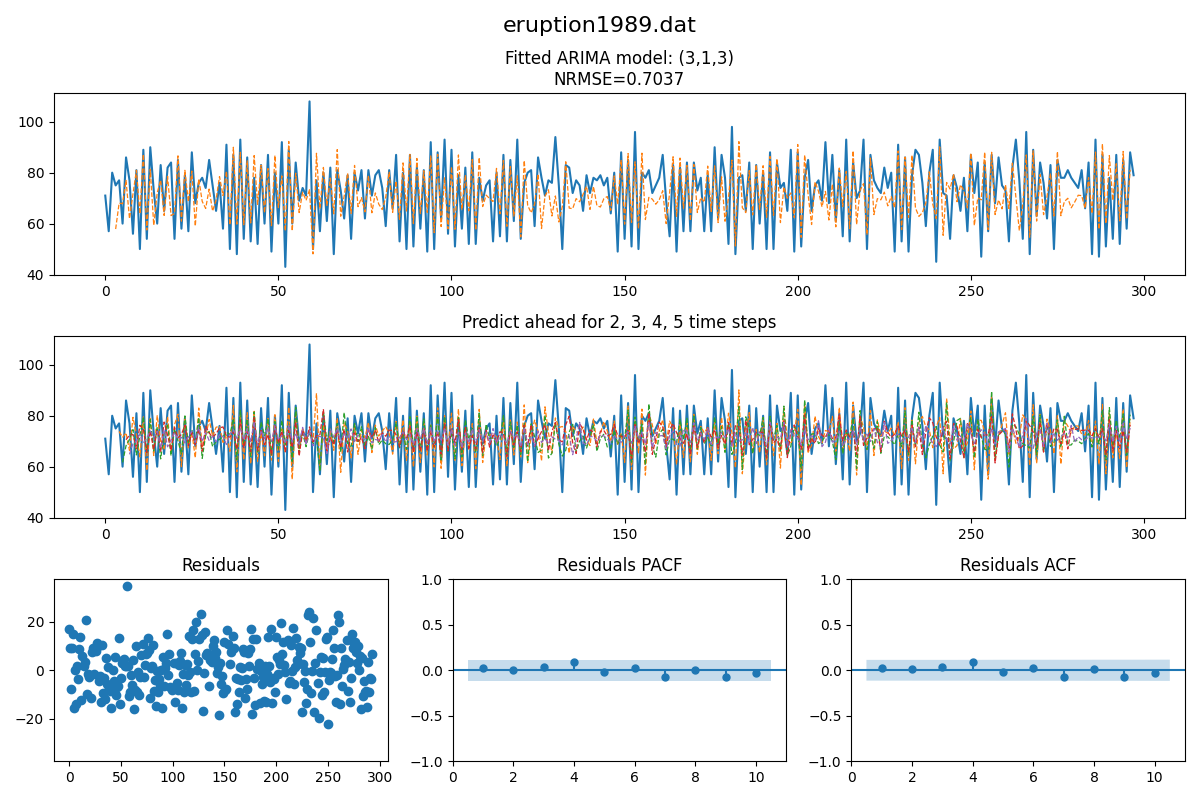 eruption1989.dat
Fitted ARIMA model: (3,1,3)
NRMSE=0.7037
100
80
60
40
0 50 100 150 200 250 300
Predict ahead for 2, 3, 4, 5 time steps
100
80
60
40
0 50 100 150 200 250 300
Residuals
20
0
−20
0 50 100 150 200 250 300
Residuals PACF
1.0
0.5
0.0
−0.5
−1.0
0 2 4 6 8 10
Residuals ACF
1.0
0.5
0.0
−0.5
−1.0
0 2 4 6 8 10